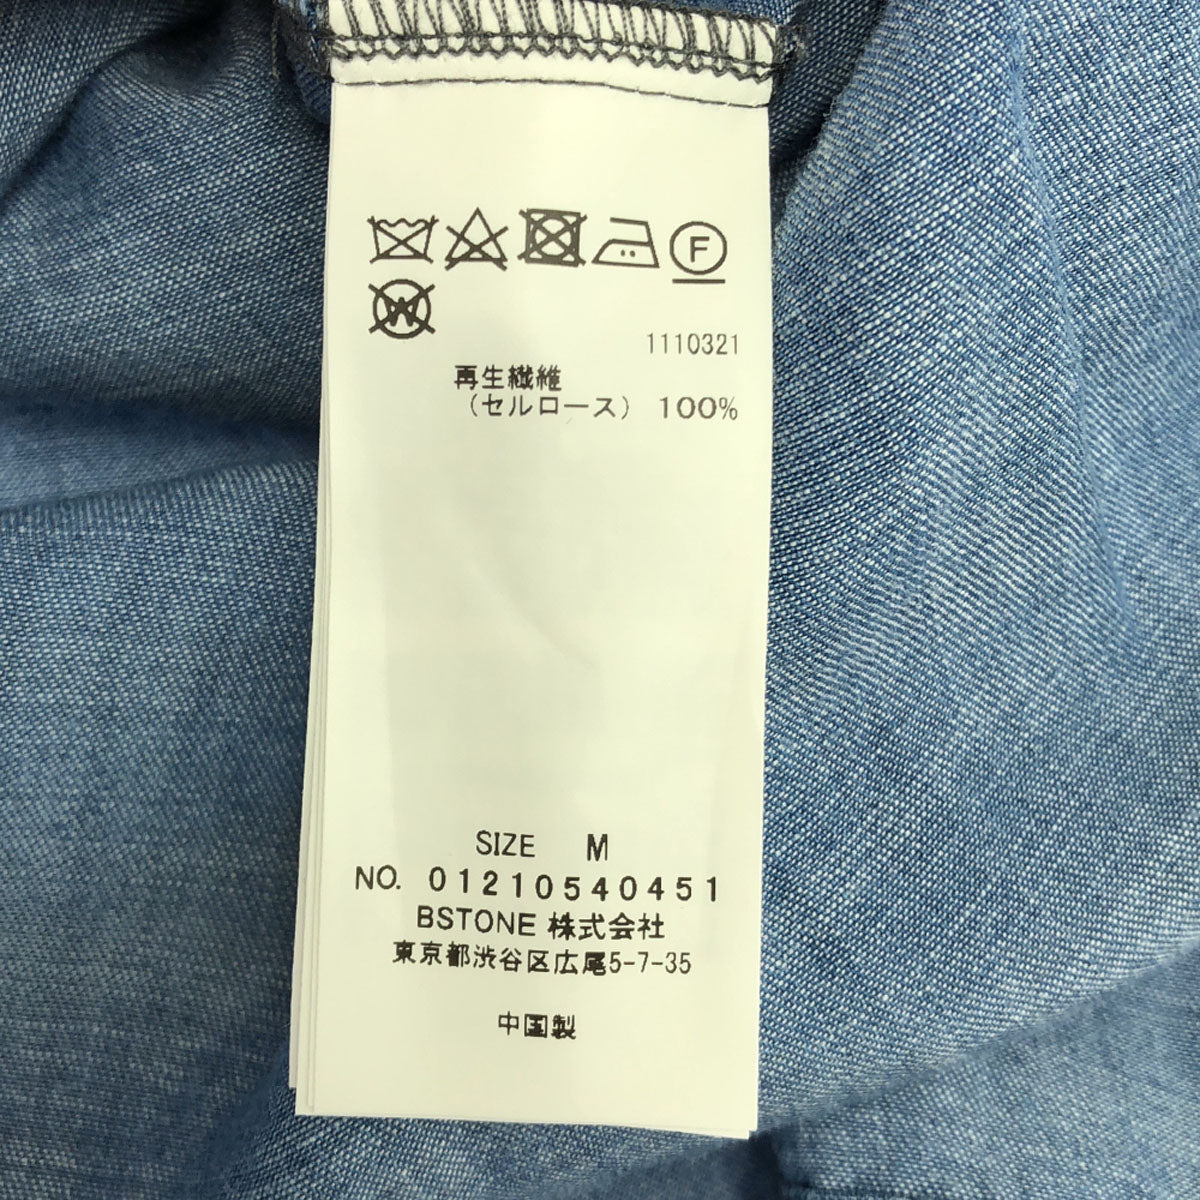 F
W
1110321
再生繊維
(セルロース) 100%
SIZE M
NO. 01210540451
BSTONE 株式会社
東京都渋谷区広尾5-7-35
中国製